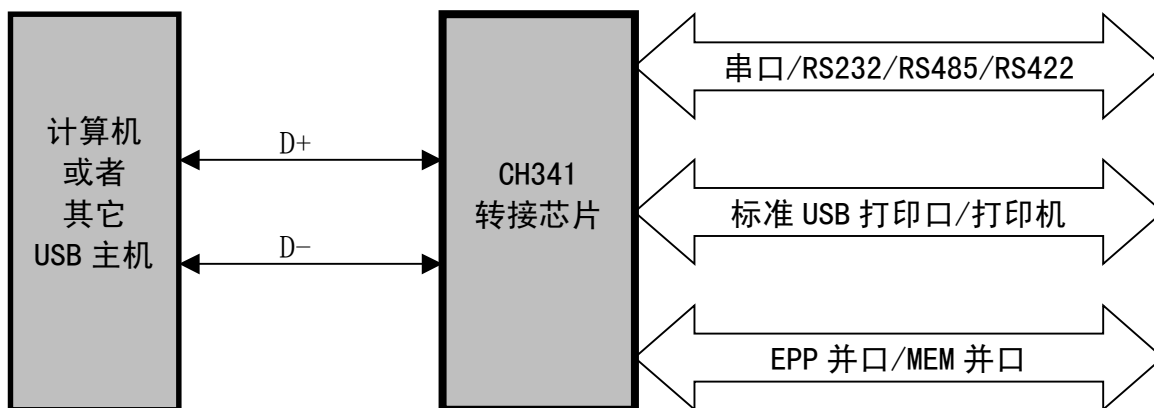 计算机
或者
其它
USB 主机
D+
D-
CH341
转接芯片
串口/RS232/RS485/RS422
标准 USB 打印口/打印机
EPP 并口/MEM 并口